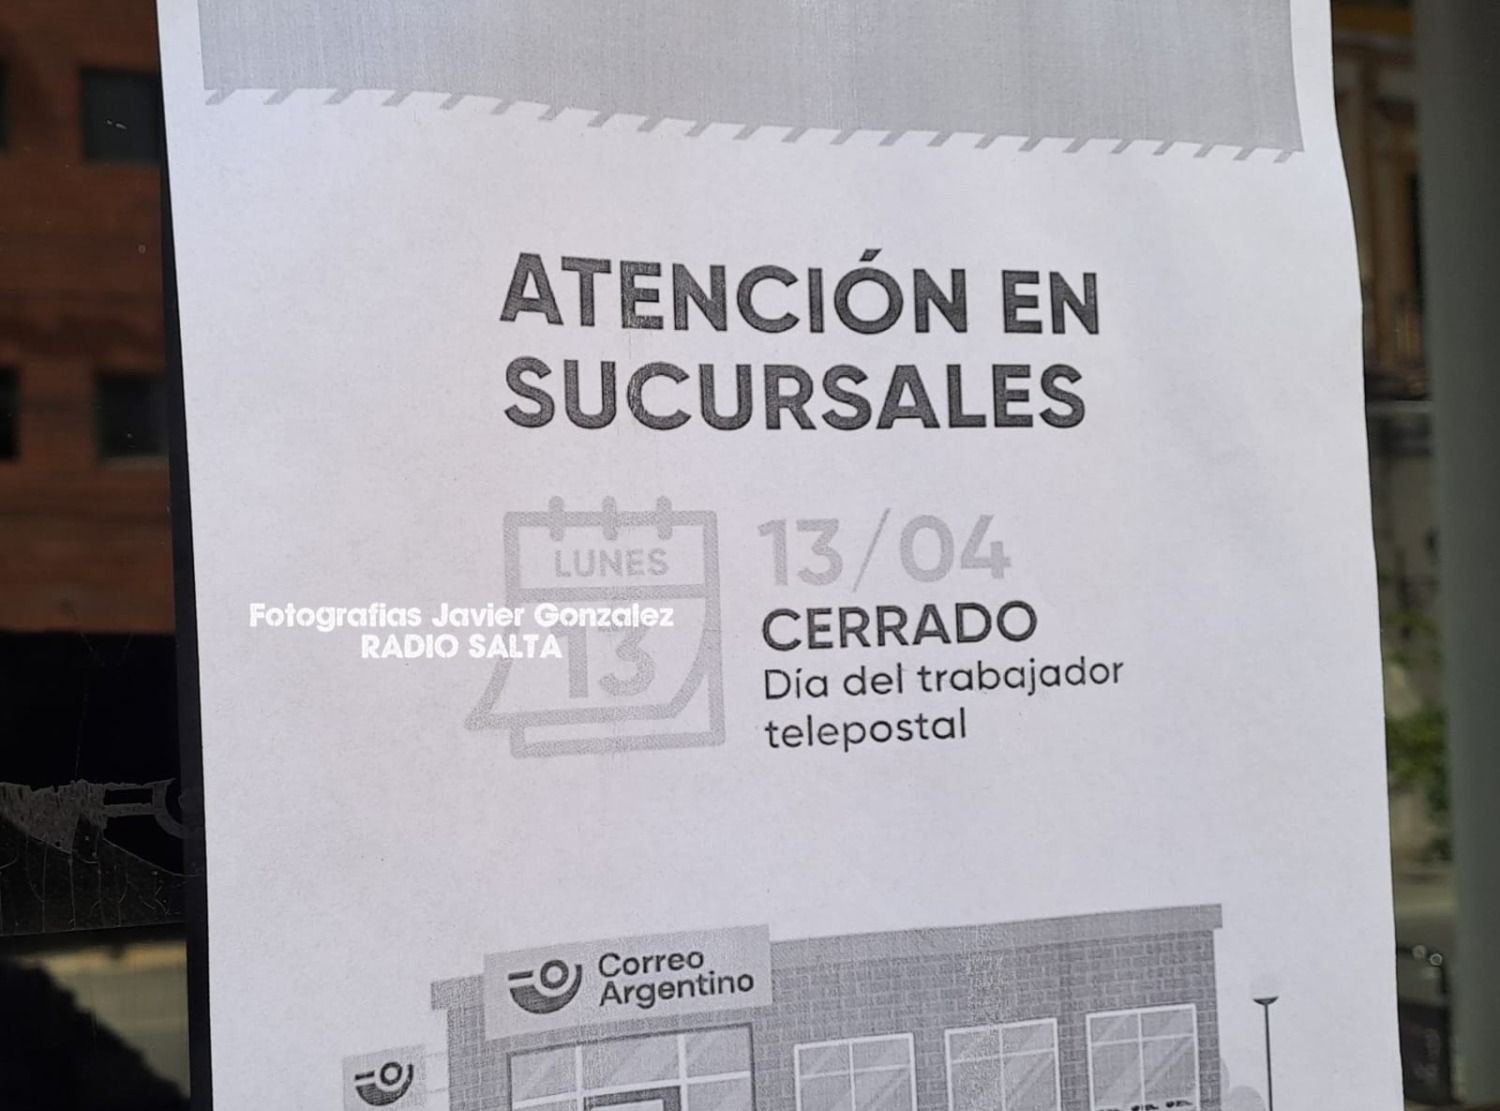 ATENCIÓN EN
SUCURSALES
LUNES
13
13/04
CERRADO
Día del trabajador
telepostal
Fotografias Javier Gonzalez
RADIO SALTA
Correo
Argentino